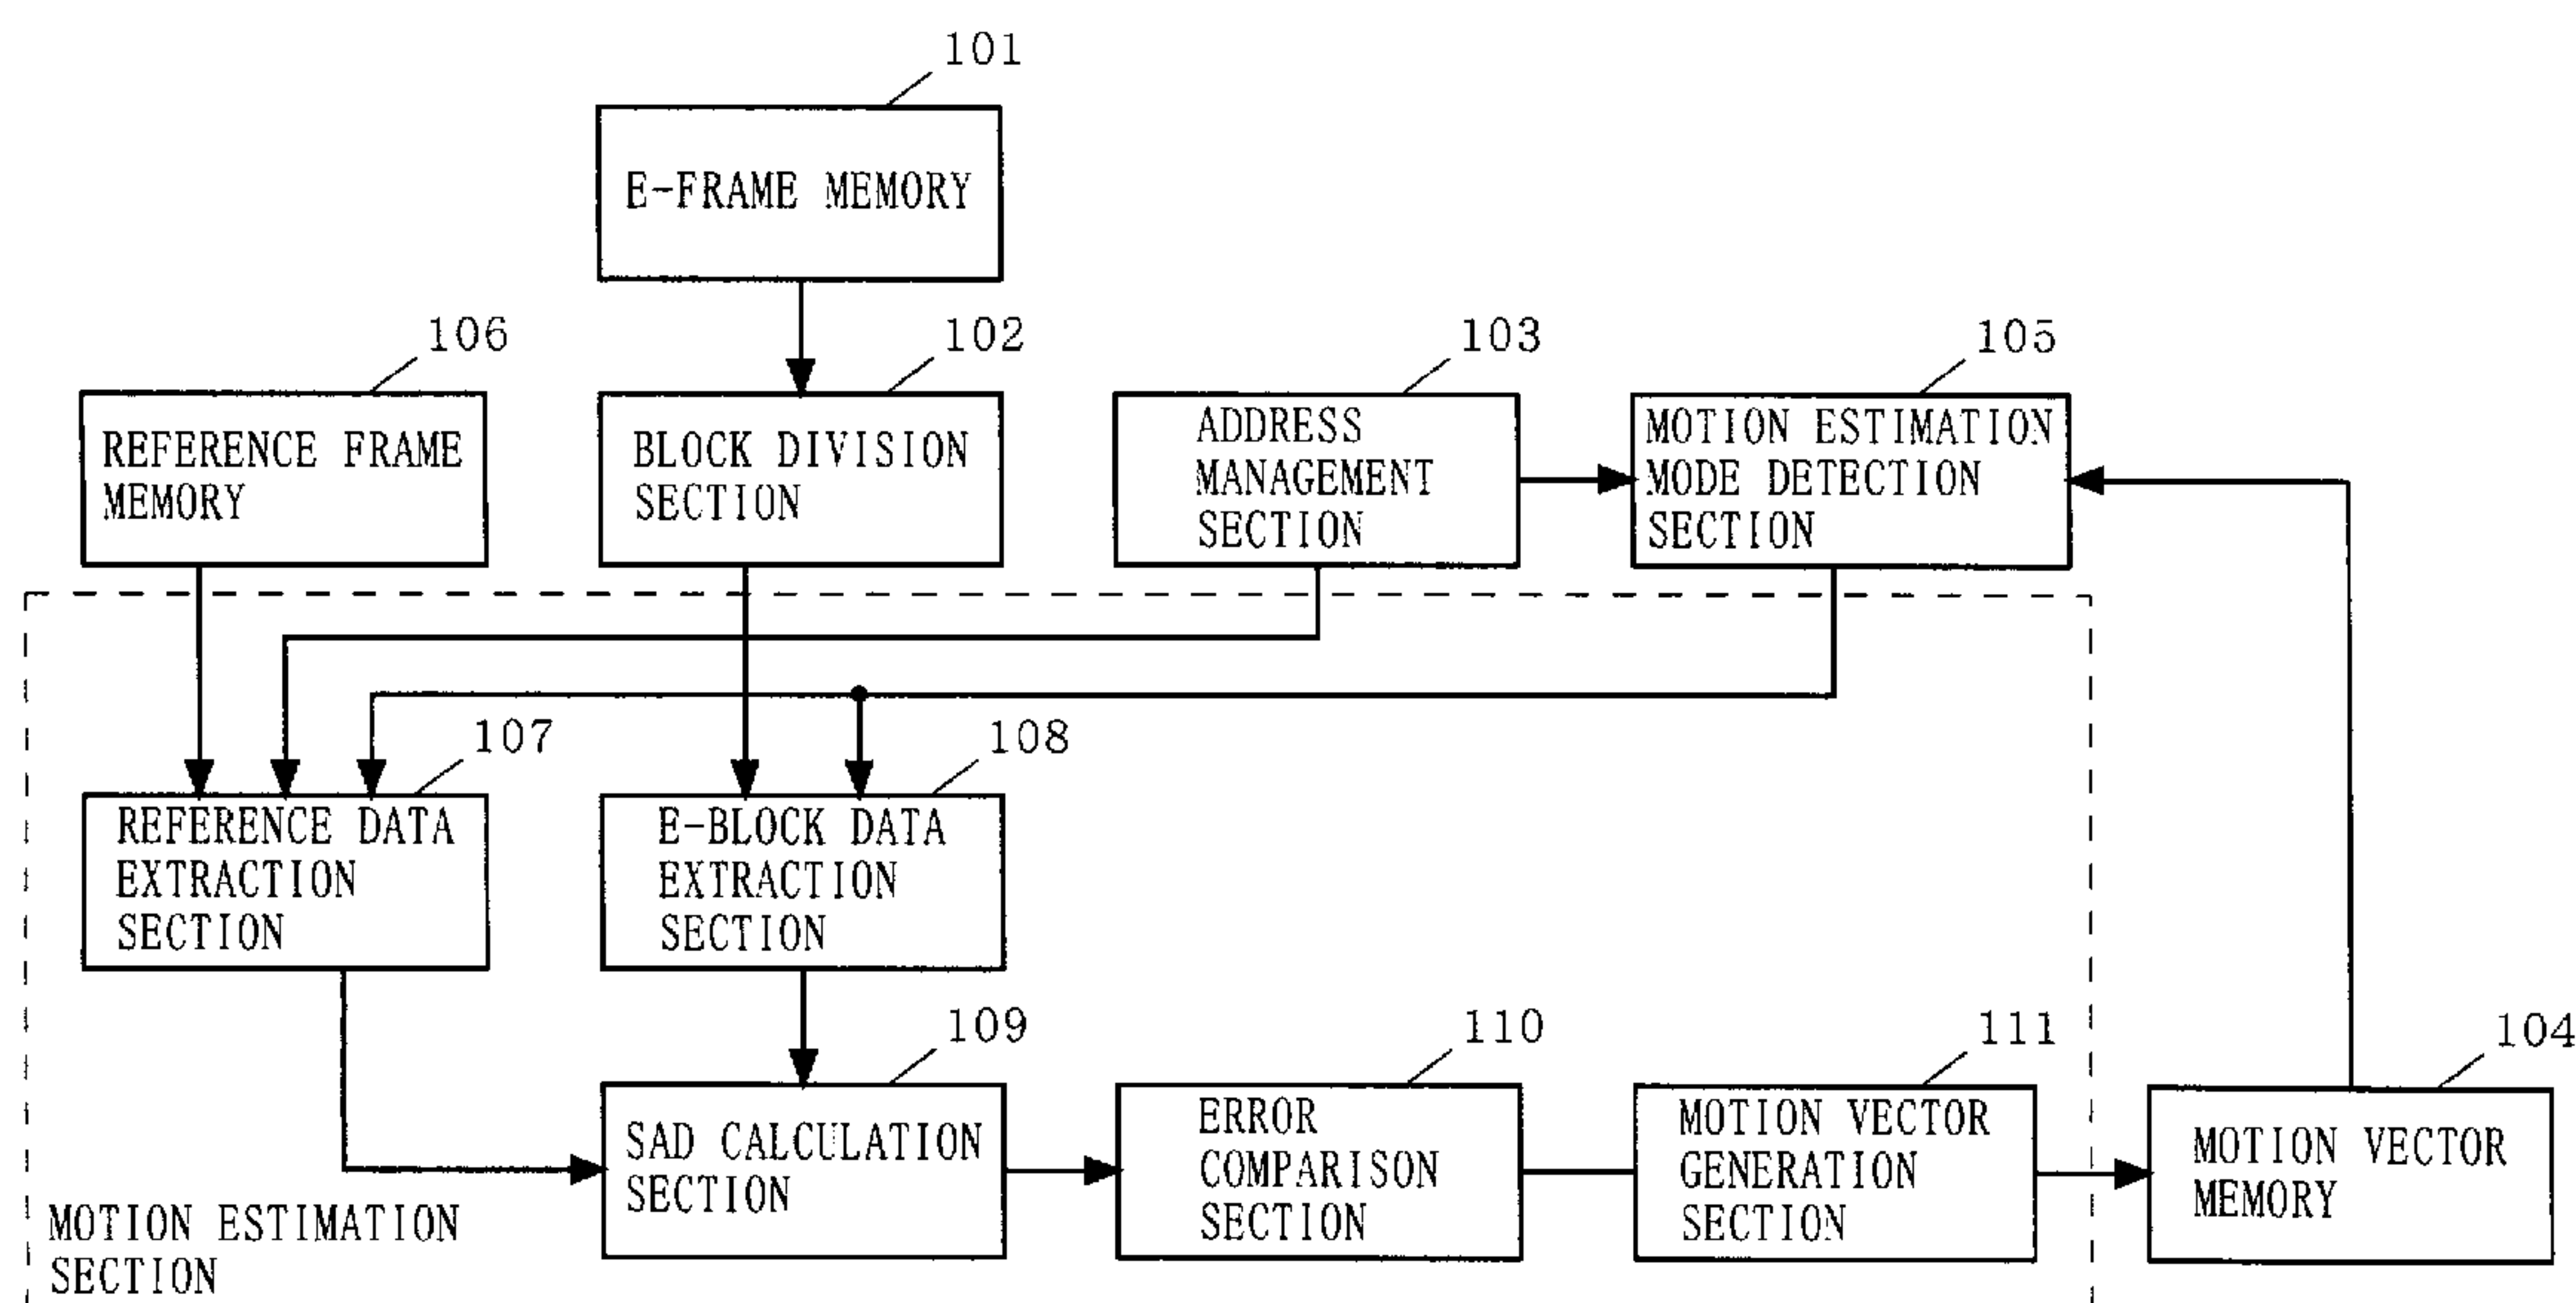 101
E-FRAME MEMORY
106
102
103
105
REFERENCE FRAME
MEMORY
BLOCK DIVISION
SECTION
ADDRESS
MANAGEMENT
SECTION
MOTION ESTIMATION
MODE DETECTION
SECTION
107
108
REFERENCE DATA
EXTRACTION
SECTION
E-BLOCK DATA
EXTRACTION
SECTION
109
110
111
104
SAD CALCULATION
SECTION
ERROR
COMPARISON
SECTION
MOTION VECTOR
GENERATION
SECTION
MOTION VECTOR
MEMORY
MOTION ESTIMATION
SECTION